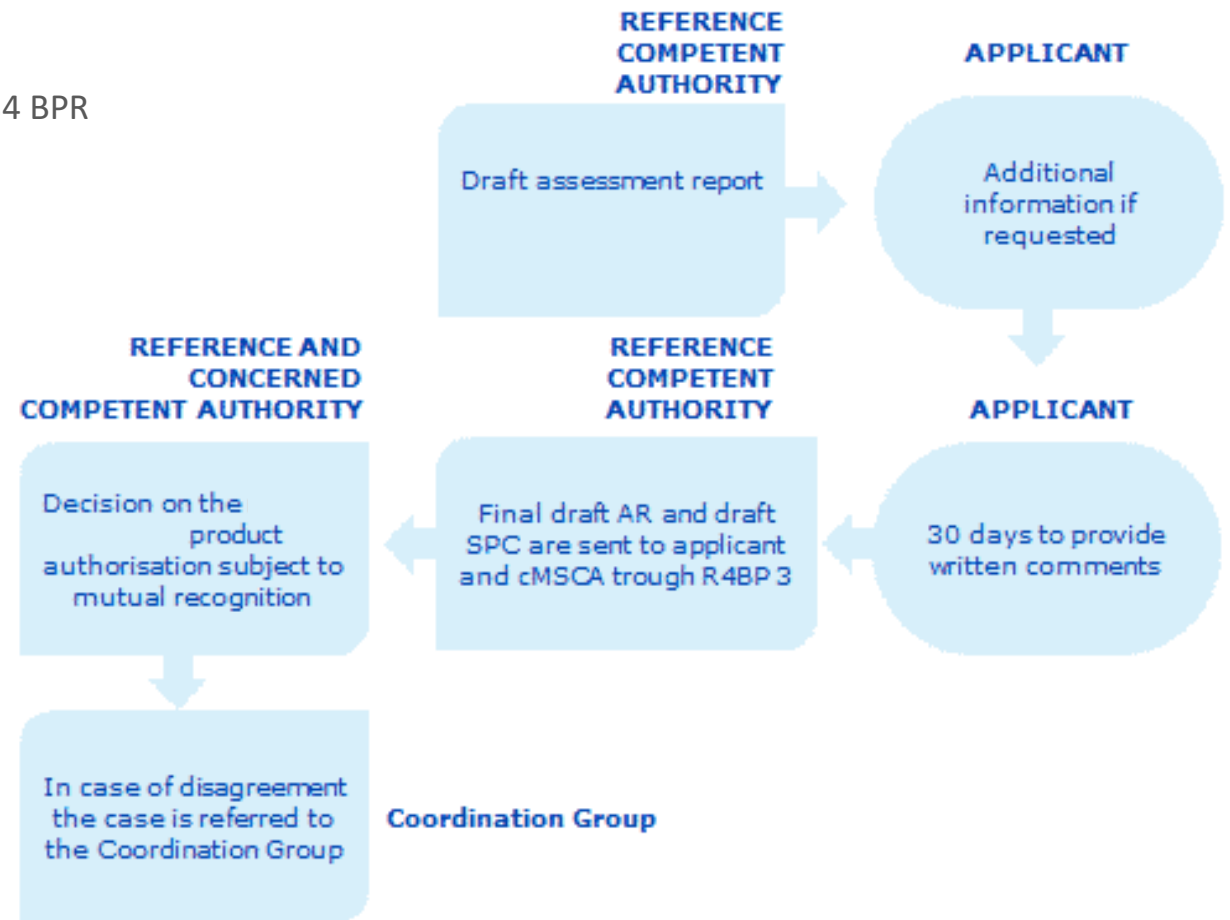 4 BPR
REFERENCE
COMPETENT
AUTHORITY
APPLICANT
Draft assessment report
Additional
information if
requested
REFERENCE AND
CONCERNED
COMPETENT AUTHORITY
REFERENCE
COMPETENT
AUTHORITY
APPLICANT
Decision on the
product
authorisation subject to
mutual recognition
Final draft AR and draft
SPC are sent to applicant
and cMSCA trough R4BP 3
30 days to provide
written comments
In case of disagreement
the case is referred to
the Coordination Group
Coordination Group